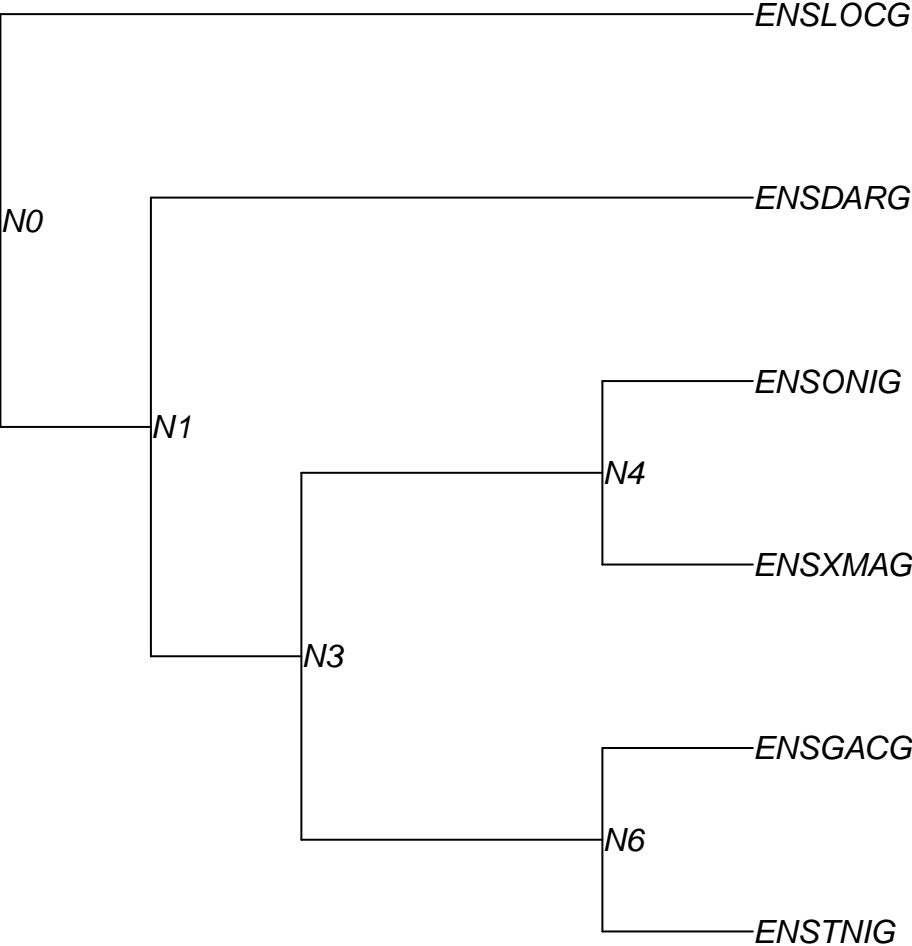 ENSLOCG
ENSDARG
N0
ENSONIG
N1
N4
ENSXMAG
N3
ENSGACG
N6
ENSTNIG